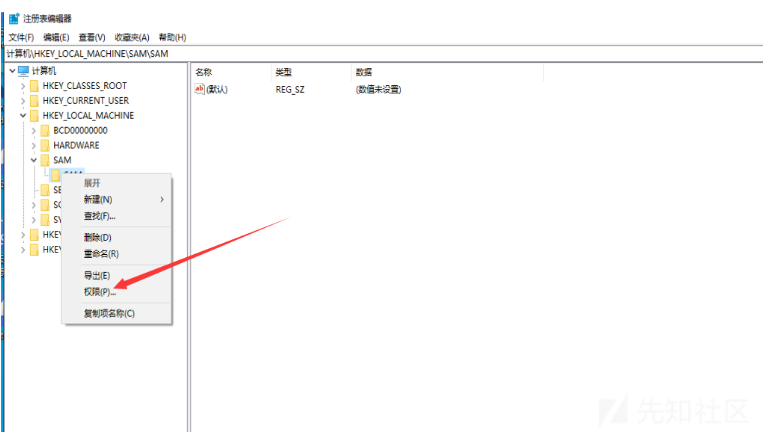 注册表编辑器
文件(F) 编辑(E) 查看(V) 收藏夹(A) 帮助(H)
计算机\HKEY_LOCAL_MACHINE\SAM\SAM
计算机
HKEY_CLASSES_ROOT
HKEY_CURRENT_USER
HKEY_LOCAL_MACHINE
BCD00000000
HARDWARE
SAM
SE
SO
SY
HKEY
HKEY
名称 类型 数据
(默认) REG_SZ (数值未设置)
展开
新建(N)
查找(F)...
删除(D)
重命名(R)
导出(E)
权限(P)...
复制项名称(C)
先知社区